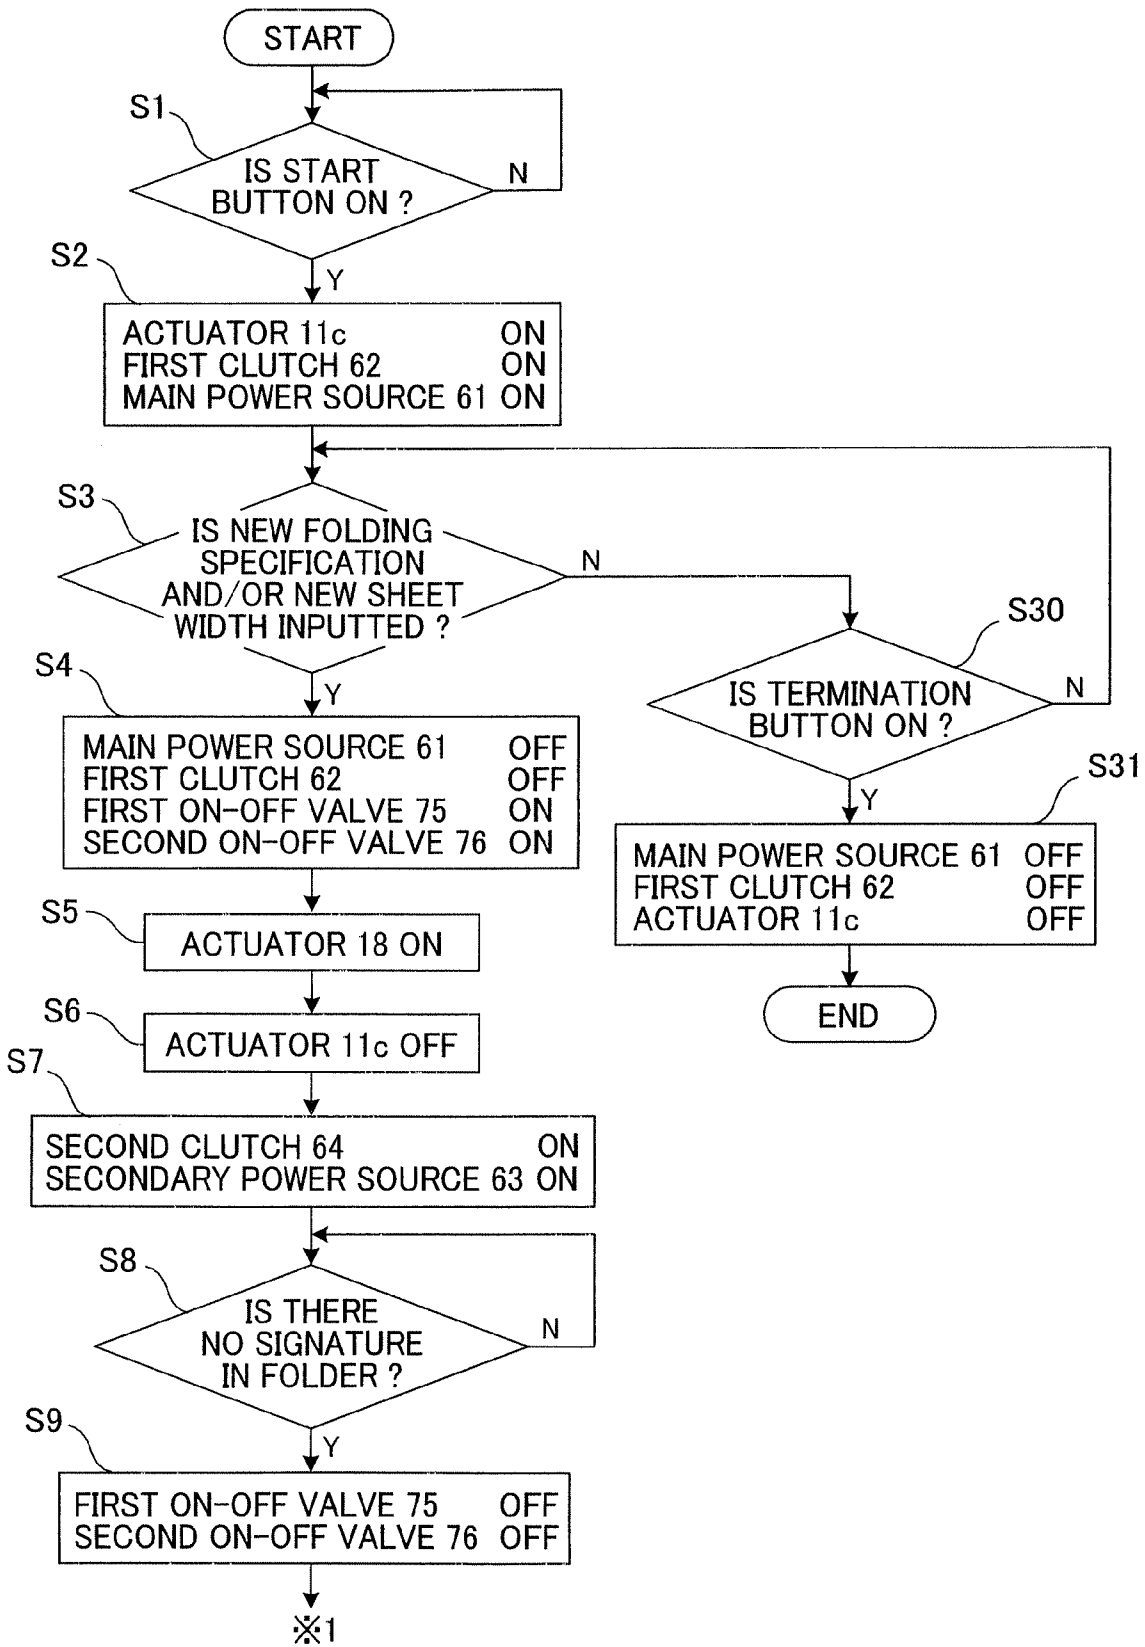 START
S1
IS START
BUTTON ON ?
N
Y
S2
ACTUATOR 11c ON
FIRST CLUTCH 62 ON
MAIN POWER SOURCE 61 ON
S3
IS NEW FOLDING
SPECIFICATION
AND/OR NEW SHEET
WIDTH INPUTTED ?
N
Y
S30
IS TERMINATION
BUTTON ON ?
N
Y
S31
MAIN POWER SOURCE 61 OFF
FIRST CLUTCH 62 OFF
ACTUATOR 11c OFF
END
S4
MAIN POWER SOURCE 61 OFF
FIRST CLUTCH 62 OFF
FIRST ON-OFF VALVE 75 ON
SECOND ON-OFF VALVE 76 ON
S5
ACTUATOR 18 ON
S6
ACTUATOR 11c OFF
S7
SECOND CLUTCH 64 ON
SECONDARY POWER SOURCE 63 ON
S8
IS THERE
NO SIGNATURE
IN FOLDER ?
N
Y
S9
FIRST ON-OFF VALVE 75 OFF
SECOND ON-OFF VALVE 76 OFF
※1